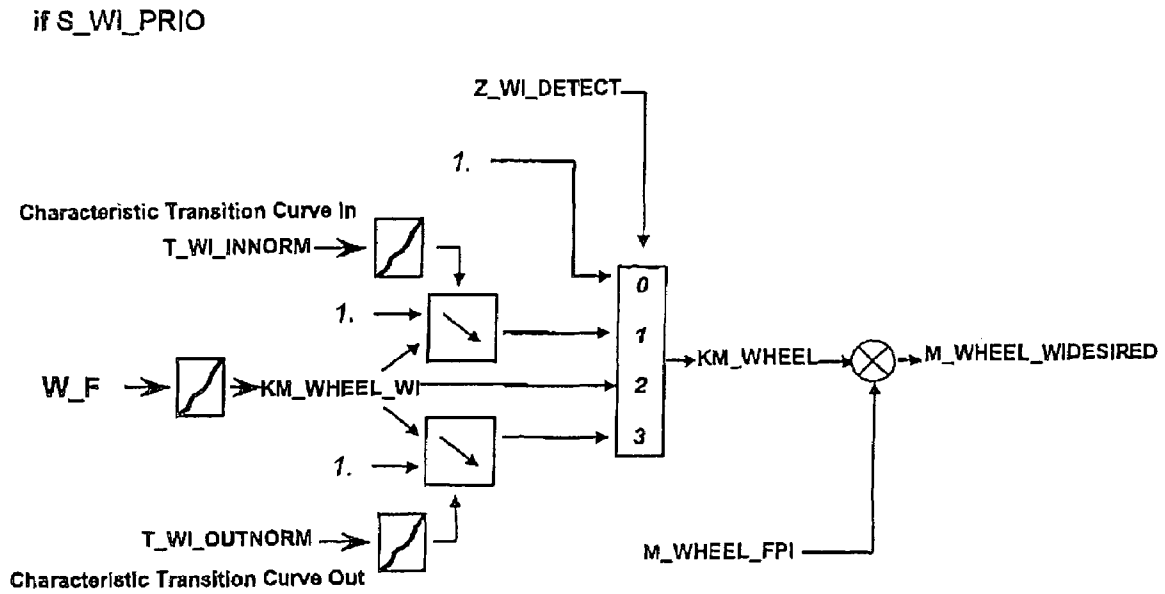 if S_WI_PRIO
Z_WI_DETECT
1.
Characteristic Transition Curve In
T_WI_INNORM
0
1.
1
W_F
KM_WHEEL_WI
2
KM_WHEEL
M_WHEEL_WIDESIRED
3
1.
T_WI_OUTNORM
M_WHEEL_FPI
Characteristic Transition Curve Out